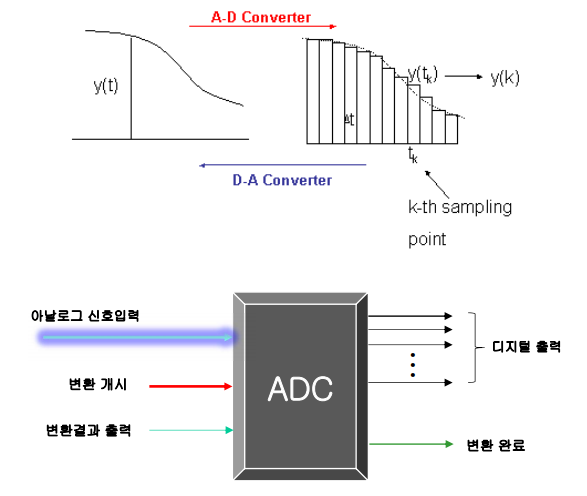 A-D Converter
y(t)
y(tk)
y(k)
Δt
tk
D-A Converter
k-th sampling
point
아날로그 신호입력
변환 개시
변환결과 출력
ADC
디지털 출력
변환 완료